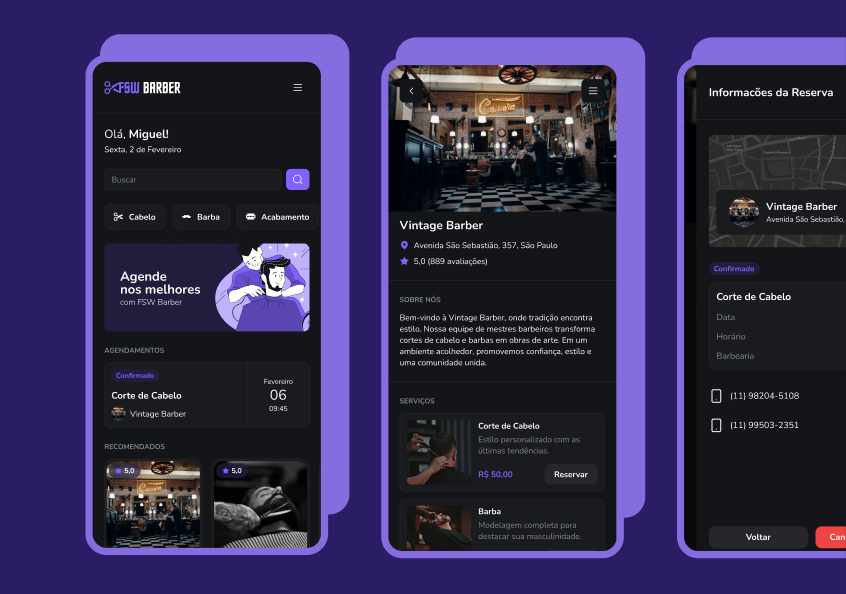 FSW BARBER
Olá, Miguel!
Sexta, 2 de Fevereiro
Buscar
Cabelo
Barba
Acabamento
Agende
nos melhores
com FSW Barber
AGENDAMENTOS
Confirmado
Corte de Cabelo
Vintage Barber
Fevereiro
06
09:45
RECOMENDADOS
5,0
5,0
Vintage Barber
Avenida São Sebastião, 357, São Paulo
5,0 (889 avaliações)
SOBRE NÓS
Bem-vindo à Vintage Barber, onde tradição encontra
estilo. Nossa equipe de mestres barbeiros transforma
cortes de cabelo e barbas em obras de arte. Em um
ambiente acolhedor, promovemos confiança, estilo e
uma comunidade unida.
SERVIÇOS
Corte de Cabelo
Estilo personalizado com as
últimas tendências.
R$ 50,00
Reservar
Barba
Modelagem completa para
destacar sua masculinidade.
Informacões da Reserva
Vintage Barber
Avenida São Sebastião,
Confirmado
Corte de Cabelo
Data
Horário
Barbearia
(11) 98204-5108
(11) 99503-2351
Voltar
Can